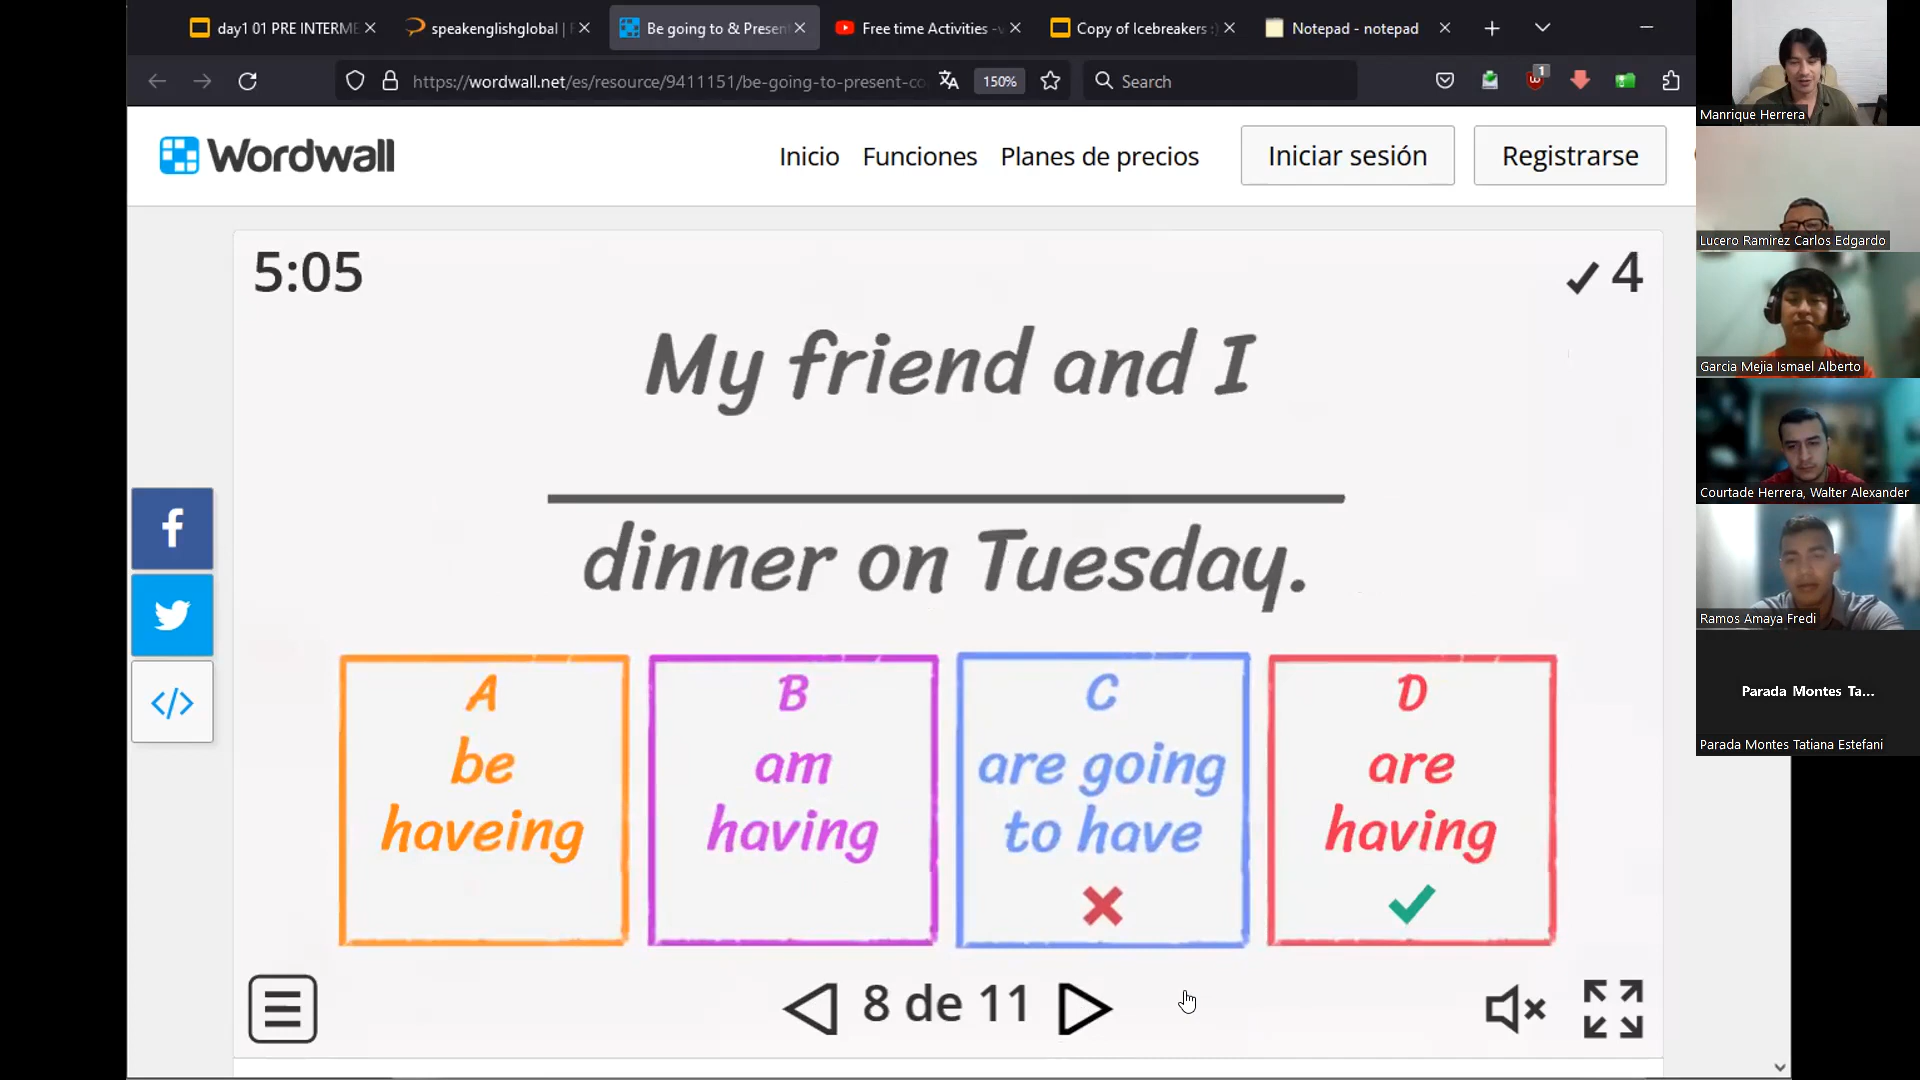 day1 01 PRE INTERME
speakenglishglobal |
Be going to & Presen
Free time Activities -v
Copy of Icebreakers :)
Notepad - notepad
https://wordwall.net/es/resource/9411151/be-going-to-present-co
150%
Search
1
Wordwall
Inicio
Funciones
Planes de precios
Iniciar sesión
Registrarse
5:05
4
My friend and I
dinner on Tuesday.
A
be
haveing
B
am
having
C
are going
to have
D
are
having
8 de 11
Manrique Herrera
Lucero Ramirez Carlos Edgardo
Garcia Mejia Ismael Alberto
Courtade Herrera, Walter Alexander
Ramos Amaya Fredi
Parada Montes Ta...
Parada Montes Tatiana Estefani